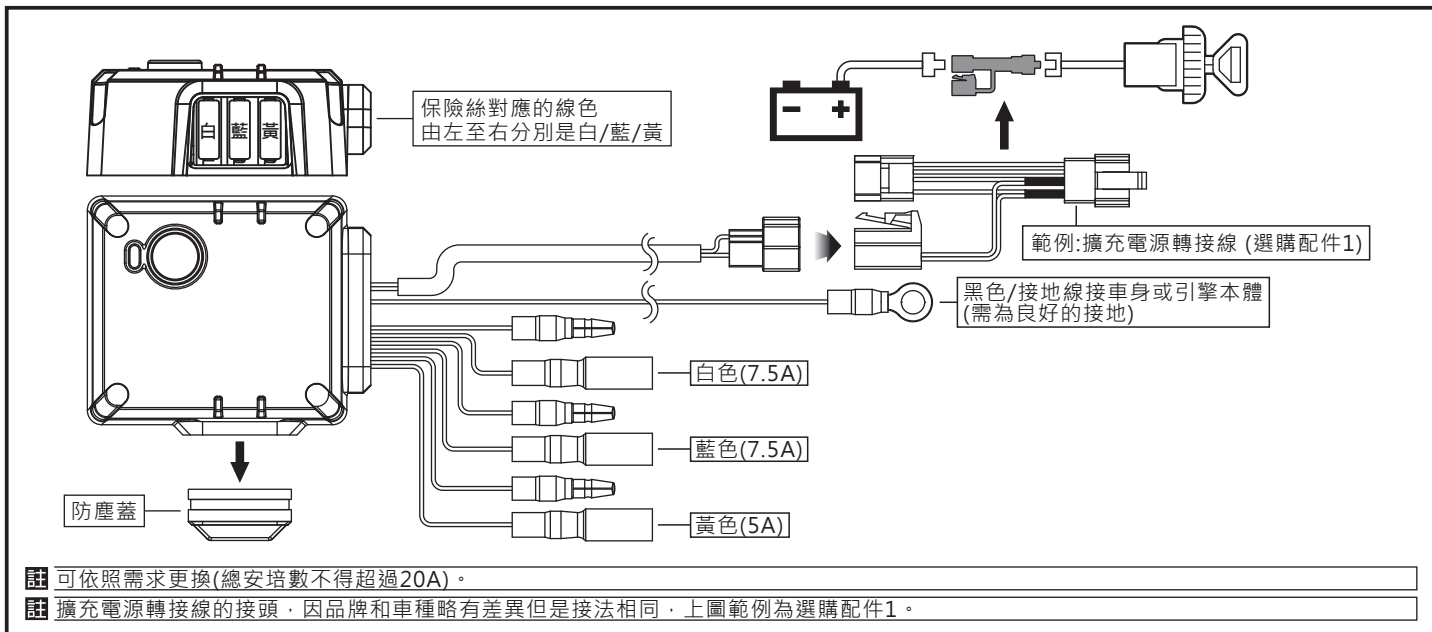 保險絲對應的線色
由左至右分別是白/藍/黃
白 藍 黃
範例:擴充電源轉接線 (選購配件1)
黑色/接地線接車身或引擎本體
(需為良好的接地)
白色(7.5A)
藍色(7.5A)
黃色(5A)
防塵蓋
註 可依照需求更換(總安培數不得超過20A)。
註 擴充電源轉接線的接頭，因品牌和車種略有差異但是接法相同，上圖範例為選購配件1。